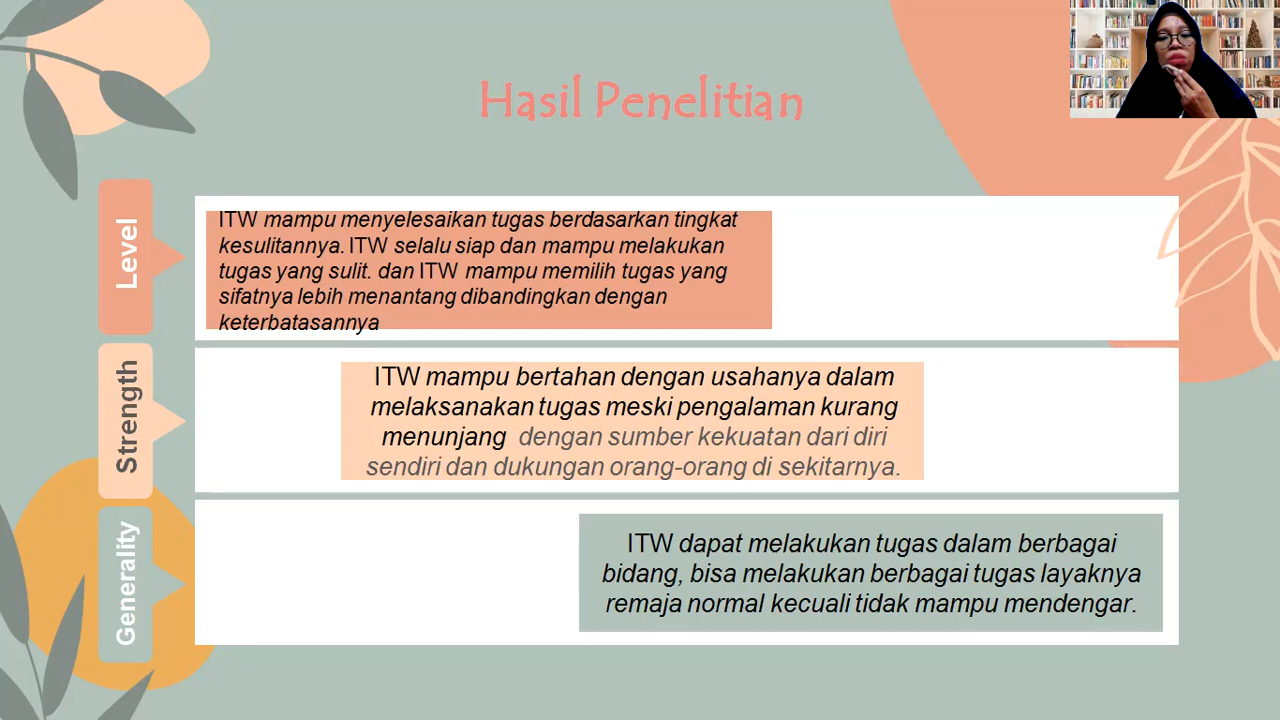 Hasil Penelitian
Level
ITW mampu menyelesaikan tugas berdasarkan tingkat
kesulitannya. ITW selalu siap dan mampu melakukan
tugas yang sulit. dan ITW mampu memilih tugas yang
sifatnya lebih menantang dibandingkan dengan
keterbatasannya
Strength
ITW mampu bertahan dengan usahanya dalam
melaksanakan tugas meski pengalaman kurang
menunjang dengan sumber kekuatan dari diri
sendiri dan dukungan orang-orang di sekitarnya.
Generality
ITW dapat melakukan tugas dalam berbagai
bidang, bisa melakukan berbagai tugas layaknya
remaja normal kecuali tidak mampu mendengar.